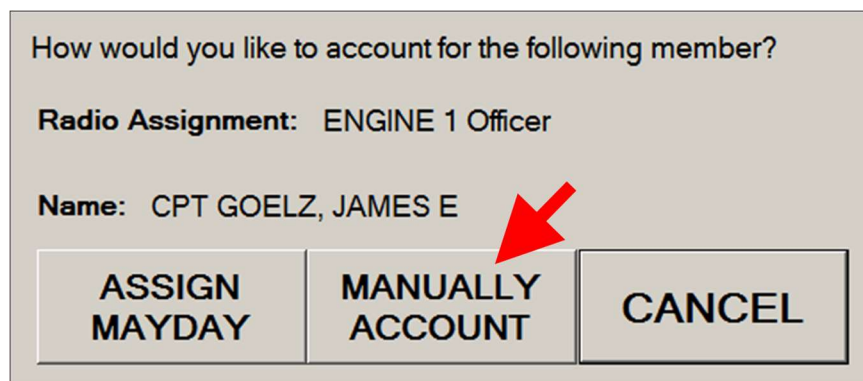 How would you like to account for the following member?
Radio Assignment: ENGINE 1 Officer
Name: CPT GOELZ, JAMES E
ASSIGN
MAYDAY
MANUALLY
ACCOUNT
CANCEL